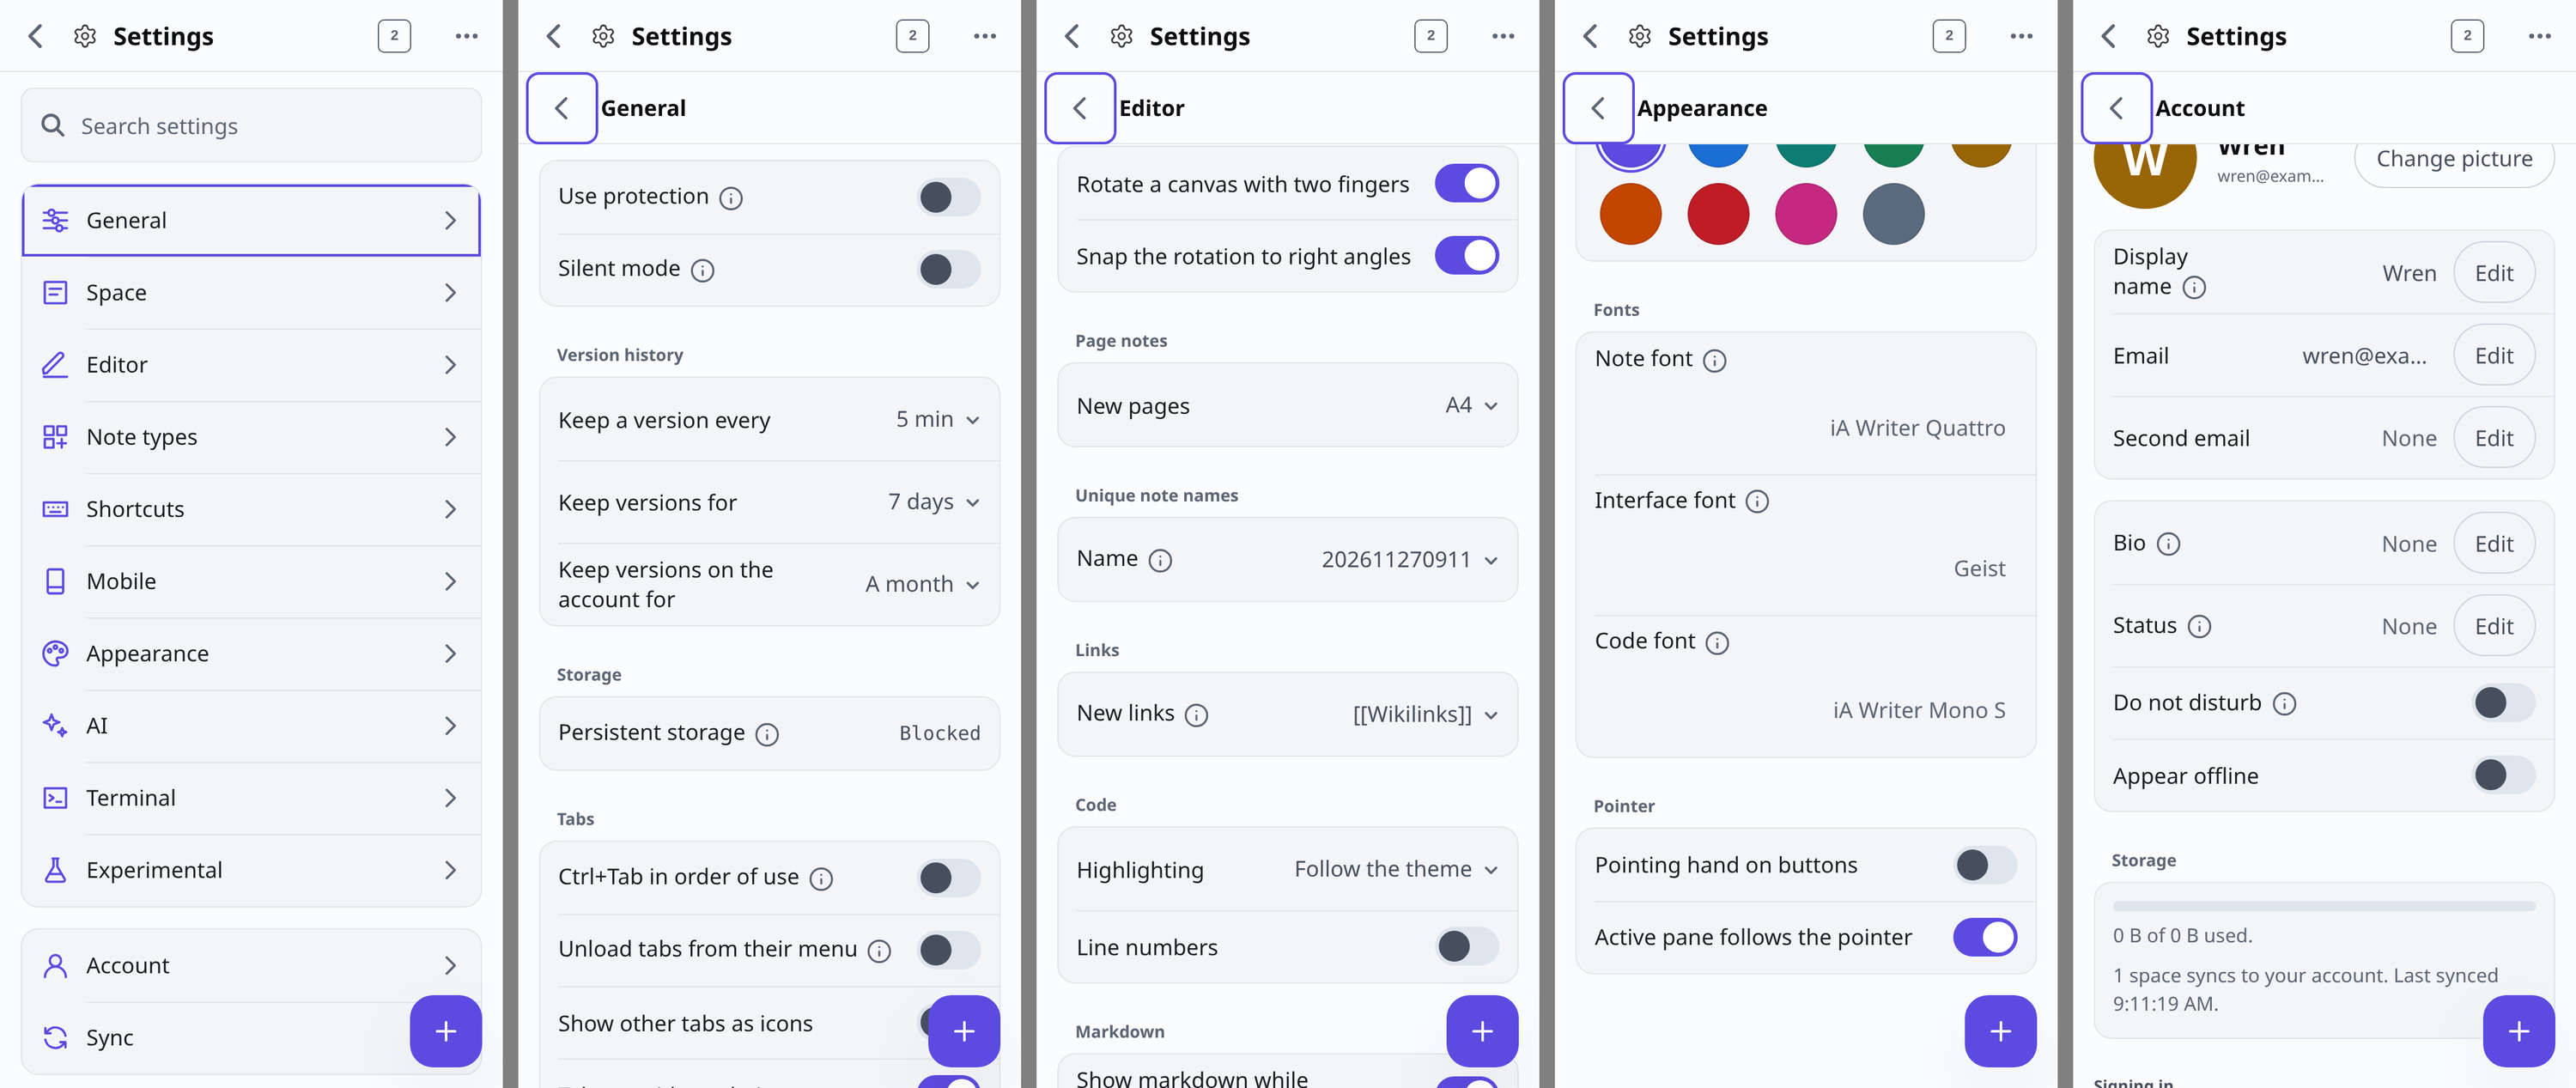 Settings
2
Search settings
General
Space
Editor
Note types
Shortcuts
Mobile
Appearance
AI
Terminal
Experimental
Account
Sync
Settings
2
General
Use protection
Silent mode
Version history
Keep a version every
5 min
Keep versions for
7 days
Keep versions on the
account for
A month
Storage
Persistent storage
Blocked
Tabs
Ctrl+Tab in order of use
Unload tabs from their menu
Show other tabs as icons
Settings
2
Editor
Rotate a canvas with two fingers
Snap the rotation to right angles
Page notes
New pages
A4
Unique note names
Name
202611270911
Links
New links
[[Wikilinks]]
Code
Highlighting
Follow the theme
Line numbers
Markdown
Show markdown while
Settings
2
Appearance
Fonts
Note font
iA Writer Quattro
Interface font
Geist
Code font
iA Writer Mono S
Pointer
Pointing hand on buttons
Active pane follows the pointer
Settings
2
Account
W
Wren
wren@exam...
Change picture
Display
name
Wren
Edit
Email
wren@exa...
Edit
Second email
None
Edit
Bio
None
Edit
Status
None
Edit
Do not disturb
Appear offline
Storage
0 B of 0 B used.
1 space syncs to your account. Last synced
9:11:19 AM.
Signing in